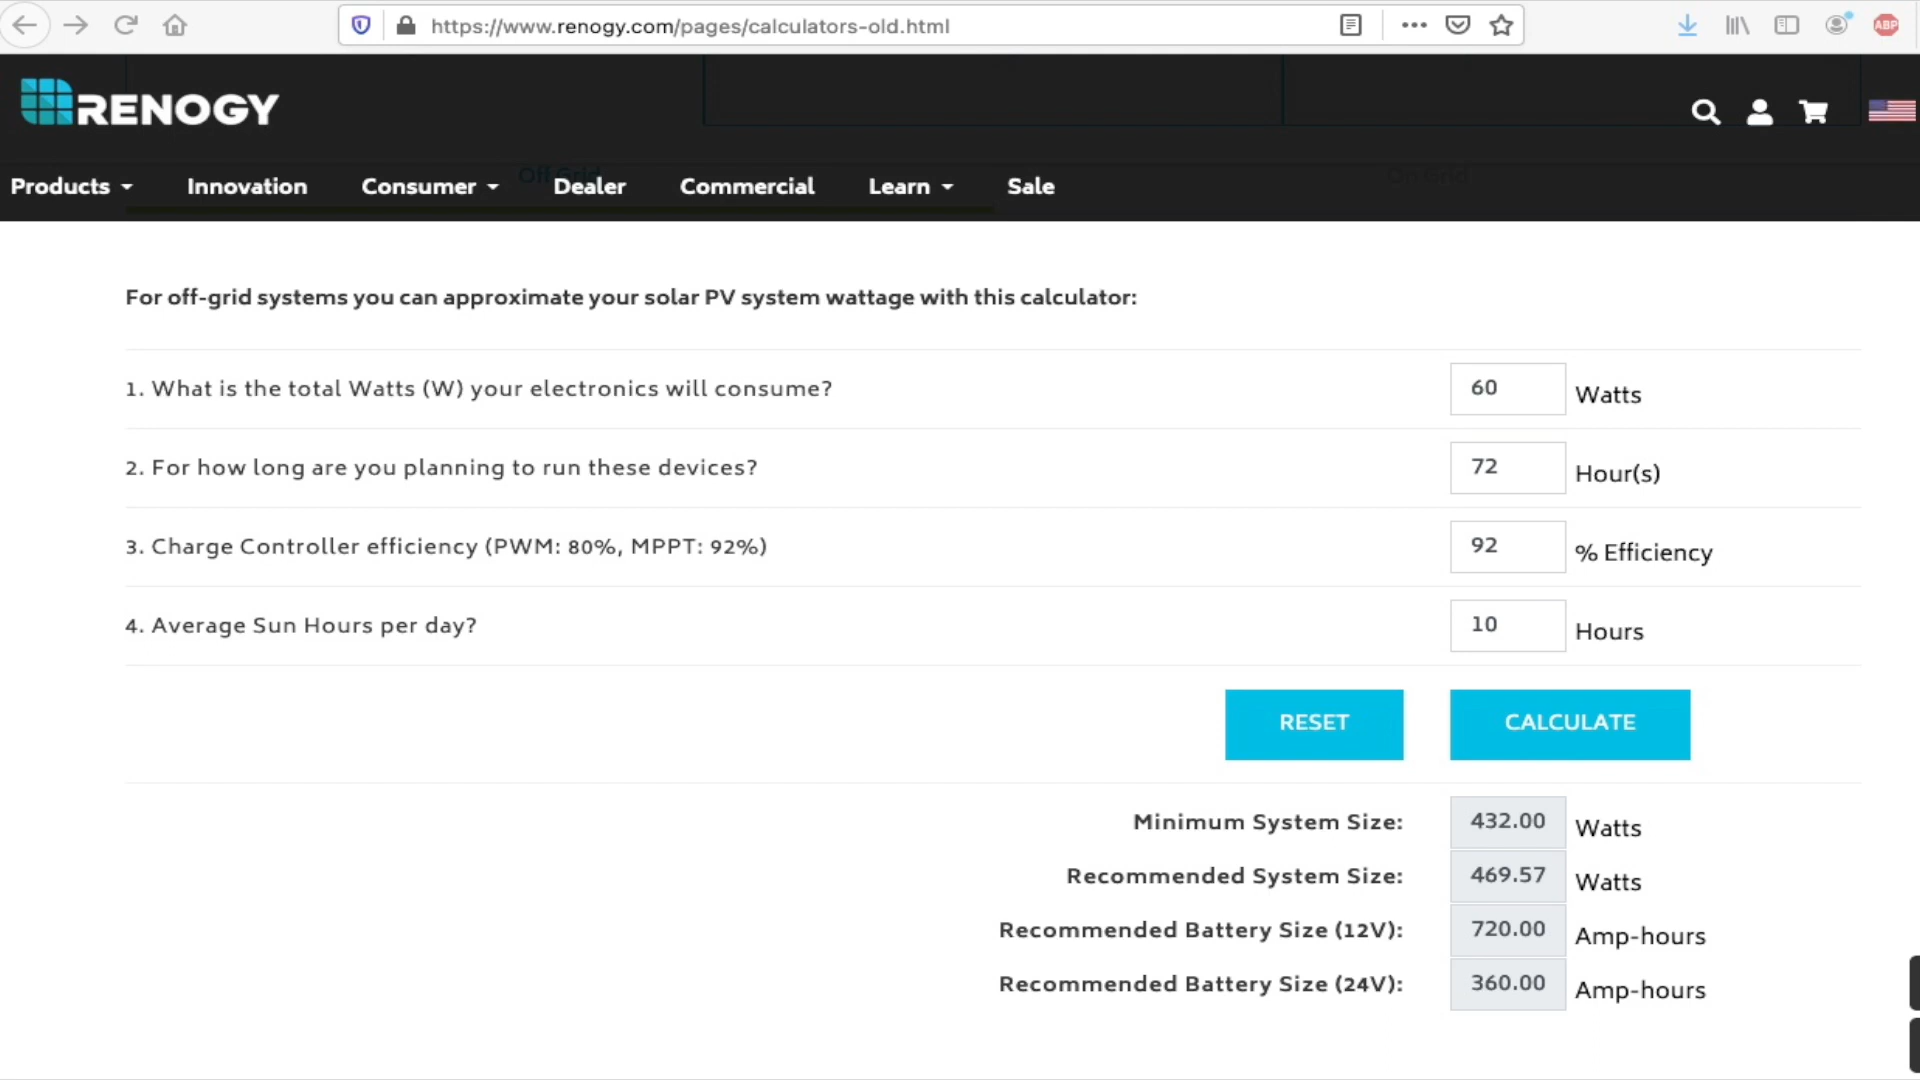 https://www.renogy.com/pages/calculators-old.html
ABP
RENOGY
Products Innovation Consumer Dealer Commercial Learn Sale
Off Grid On Grid
For off-grid systems you can approximate your solar PV system wattage with this calculator:
1. What is the total Watts (W) your electronics will consume? 60 Watts
2. For how long are you planning to run these devices? 72 Hour(s)
3. Charge Controller efficiency (PWM: 80%, MPPT: 92%) 92 % Efficiency
4. Average Sun Hours per day? 10 Hours
RESET CALCULATE
Minimum System Size: 432.00 Watts
Recommended System Size: 469.57 Watts
Recommended Battery Size (12V): 720.00 Amp-hours
Recommended Battery Size (24V): 360.00 Amp-hours